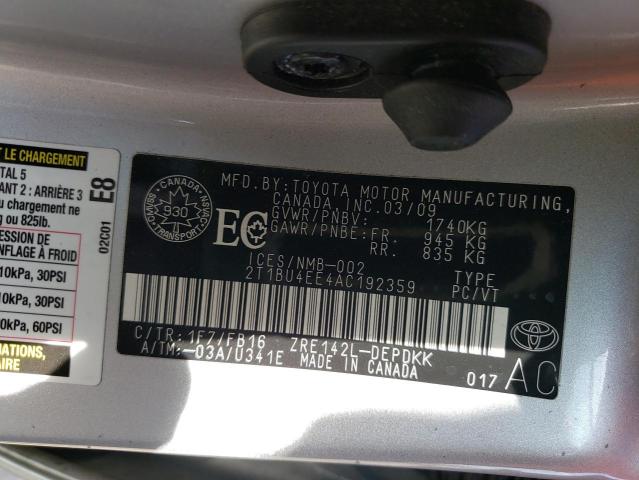 T LE CHARGEMENT
TAL 5
ANT 2 : ARRIÈRE 3
du chargement ne
g ou 825lb.
RESSION DE
NFLAGE À FROID
10kPa, 30PSI
10kPa, 30PSI
0kPa, 60PSI
MATIONS,
AIRE
E8
02C01
CANADA
930
TRANSPORT
EC
MFD.BY:TOYOTA MOTOR MANUFACTURING,
CANADA, INC.03/09
GVWR/PNBV: 1740KG
GAWR/PNBE:FR. 945 KG
RR. 835 KG
ICES/NMB-002
2T1BU4EE4AC192359
TYPE
PC/VT
C/TR:1F7/FB16 ZRE142L-DEPDKK
A/TM:-03A/U341E MADE IN CANADA
017 AC